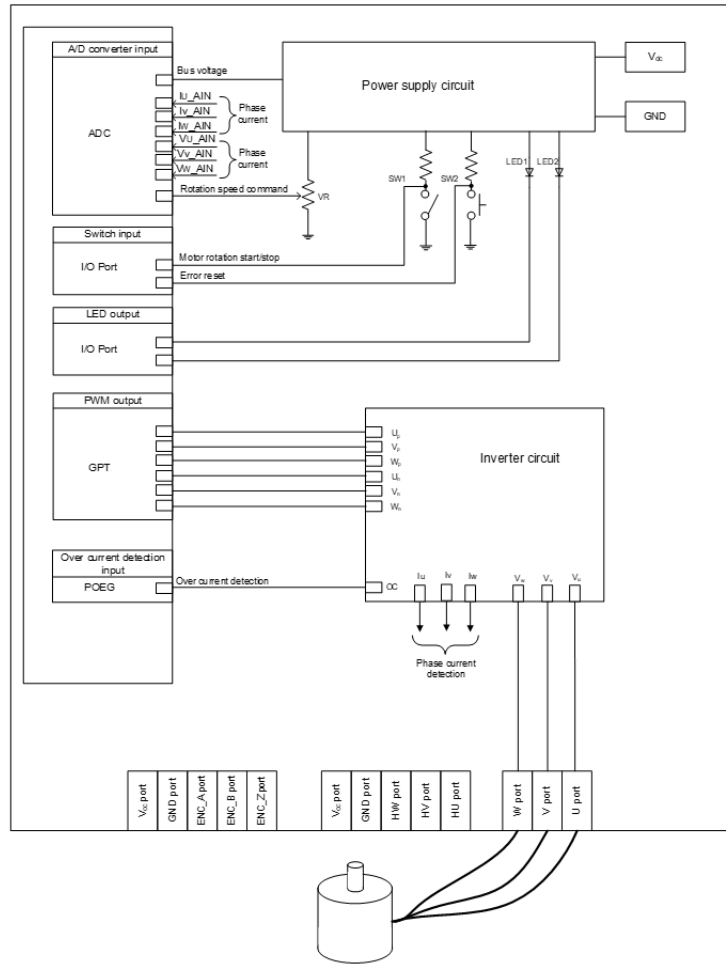 A/D converter input
ADC
Bus voltage
IU_AIN
IV_AIN
IW_AIN
Phase
current
VU_AIN
VV_AIN
VW_AIN
Phase
current
Rotation speed command
VR
Power supply circuit
Vdc
GND
SW1
SW2
LED1
LED2
Switch input
I/O Port
Motor rotation start/stop
Error reset
LED output
I/O Port
PWM output
GPT
Inverter circuit
Up
Vp
Wp
Un
Vn
Wn
Over current detection
input
POEG
Over current detection
OC
Iu
Iv
Iw
Vw
Vv
Vu
Phase current
detection
Vcc port
GND port
ENC_A port
ENC_B port
ENC_Z port
Vcc port
GND port
HW port
HV port
HU port
W port
V port
U port